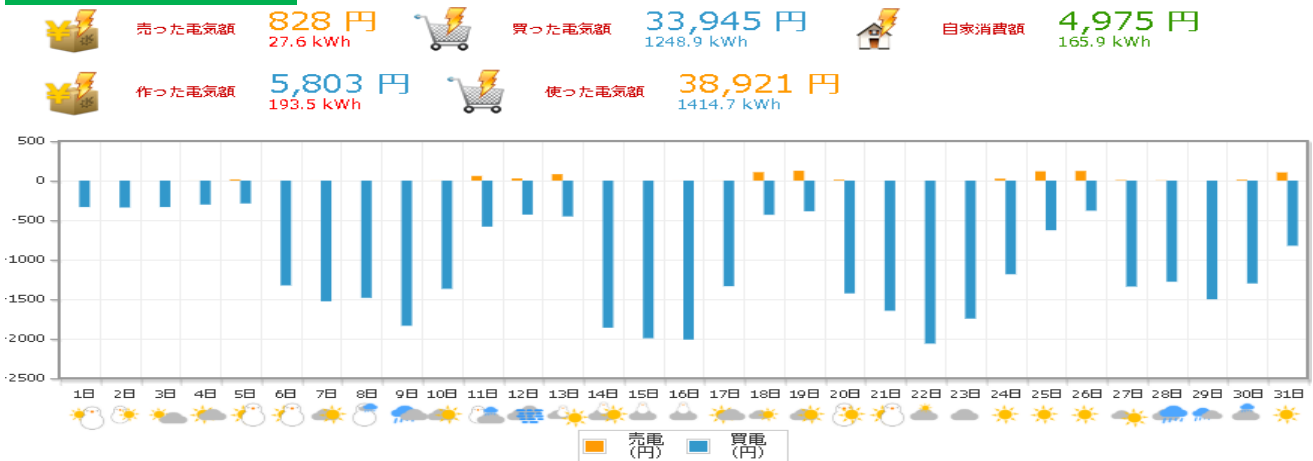 売った電気額 828 円 買った電気額 33,945 円 自家消費額 4,975 円
27.6 kWh 1248.9 kWh 165.9 kWh
作った電気額 5,803 円 使った電気額 38,921 円
193.5 kWh 1414.7 kWh
500
0
-500
-1000
-1500
-2000
-2500
1日 2日 3日 4日 5日 6日 7日 8日 9日 10日 11日 12日 13日 14日 15日 16日 17日 18日 19日 20日 21日 22日 23日 24日 25日 26日 27日 28日 29日 30日 31日
売電 買電
(円) (円)